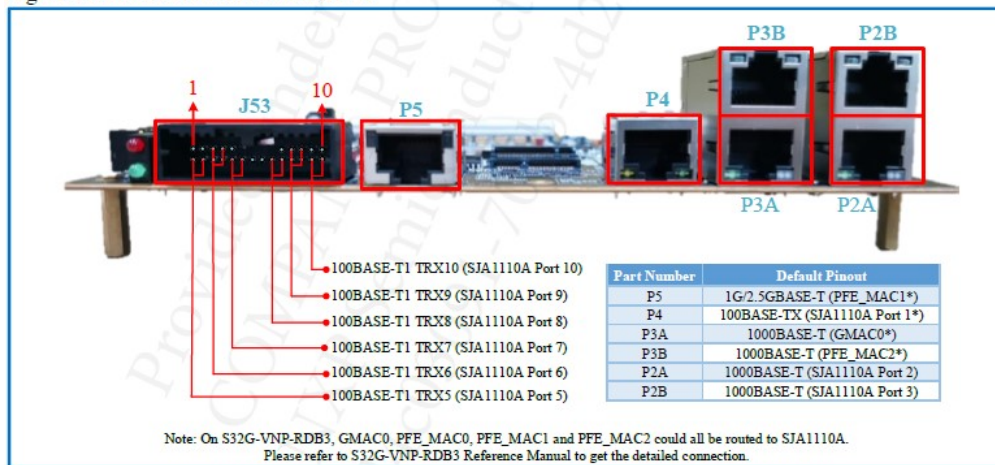 P3B P2B
1 10
J53 P5 P4
P3A P2A
100BASE-T1 TRX10 (SJA1110A Port 10)
100BASE-T1 TRX9 (SJA1110A Port 9)
100BASE-T1 TRX8 (SJA1110A Port 8)
100BASE-T1 TRX7 (SJA1110A Port 7)
100BASE-T1 TRX6 (SJA1110A Port 6)
100BASE-T1 TRX5 (SJA1110A Port 5)
Part Number Default Pinout
P5 1G/2.5GBASE-T (PFE_MAC1*)
P4 100BASE-TX (SJA1110A Port 1*)
P3A 1000BASE-T (GMAC0*)
P3B 1000BASE-T (PFE_MAC2*)
P2A 1000BASE-T (SJA1110A Port 2)
P2B 1000BASE-T (SJA1110A Port 3)
Note: On S32G-VNP-RDB3, GMAC0, PFE_MAC0, PFE_MAC1 and PFE_MAC2 could all be routed to SJA1110A.
Please refer to S32G-VNP-RDB3 Reference Manual to get the detailed connection.